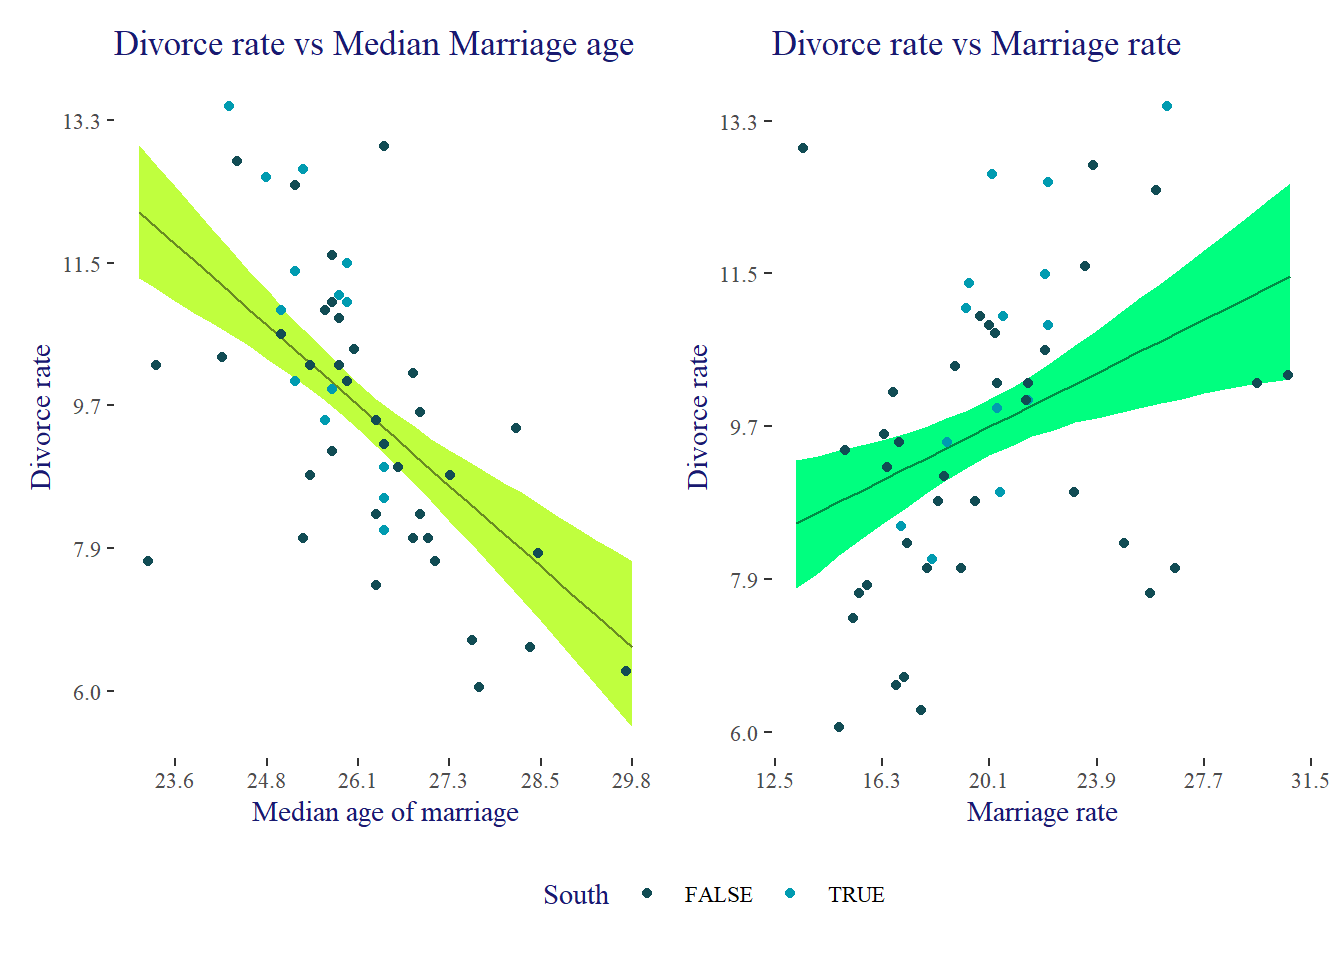 Divorce rate vs Median Marriage age
Divorce rate
13.3
11.5
9.7
7.9
6.0
23.6 24.8 26.1 27.3 28.5 29.8
Median age of marriage
Divorce rate vs Marriage rate
Divorce rate
13.3
11.5
9.7
7.9
6.0
12.5 16.3 20.1 23.9 27.7 31.5
Marriage rate
South FALSE TRUE